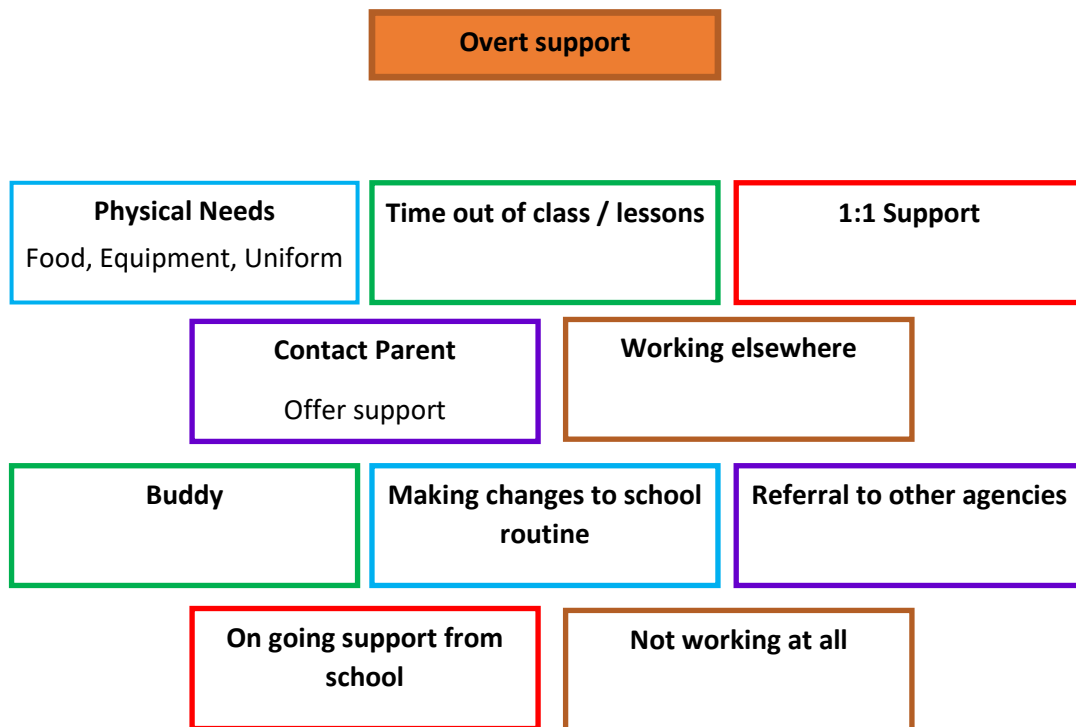 Overt support
Physical Needs
Food, Equipment, Uniform
Time out of class / lessons
1:1 Support
Contact Parent
Offer support
Working elsewhere
Buddy
Making changes to school
routine
Referral to other agencies
On going support from
school
Not working at all